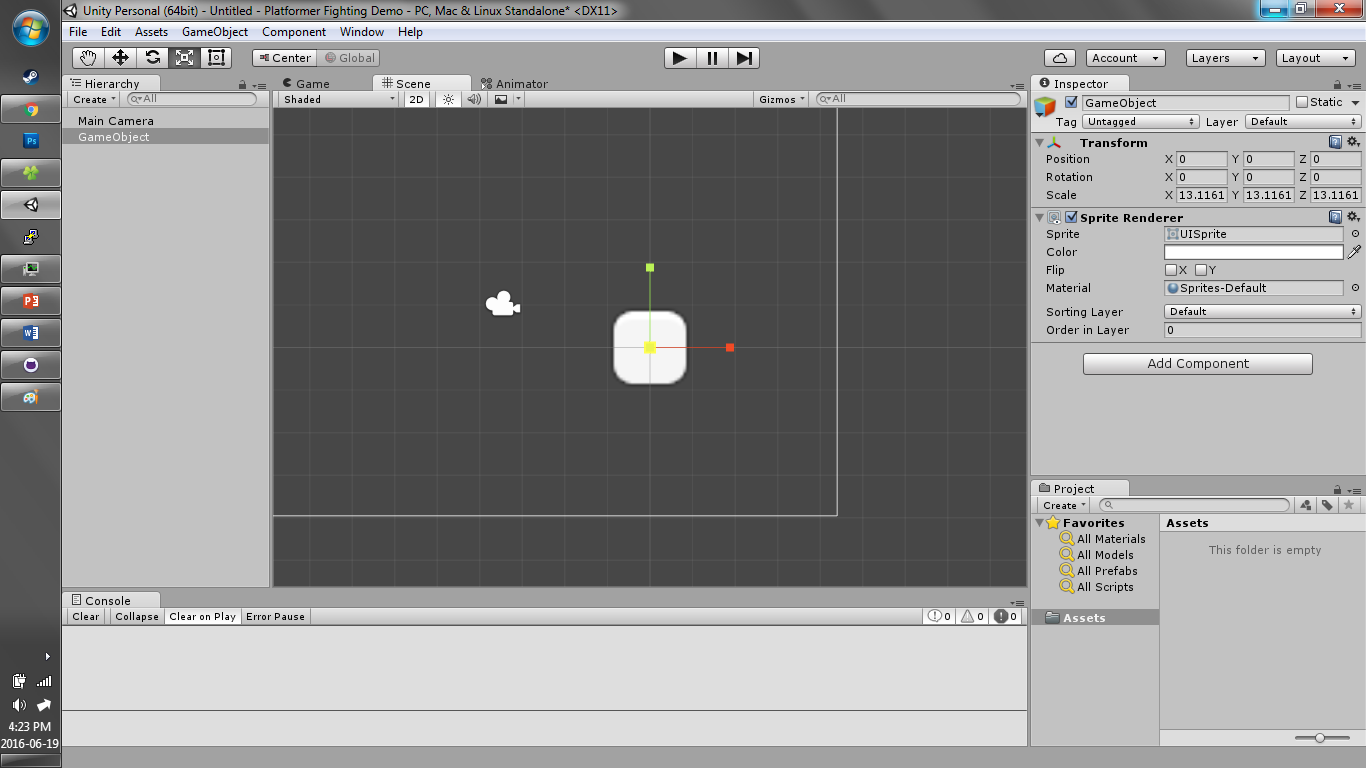 Unity Personal (64bit) - Untitled - Platformer Fighting Demo - PC, Mac & Linux Standalone* <DX11>
File Edit Assets GameObject Component Window Help
Center Global Account Layers Layout
Hierarchy
Create All
Main Camera
GameObject
Game Scene Animator
Shaded 2D Gizmos All
Inspector
GameObject Static
Tag Untagged Layer Default
Transform
Position X 0 Y 0 Z 0
Rotation X 0 Y 0 Z 0
Scale X 13.1161 Y 13.1161 Z 13.1161
Sprite Renderer
Sprite UISprite
Color
Flip X Y
Material Sprites-Default
Sorting Layer Default
Order in Layer 0
Add Component
Project
Create
Favorites
All Materials
All Models
All Prefabs
All Scripts
Assets
Assets
This folder is empty
Console
Clear Collapse Clear on Play Error Pause 0 0 0
Ps
P
W
4:23 PM
2016-06-19